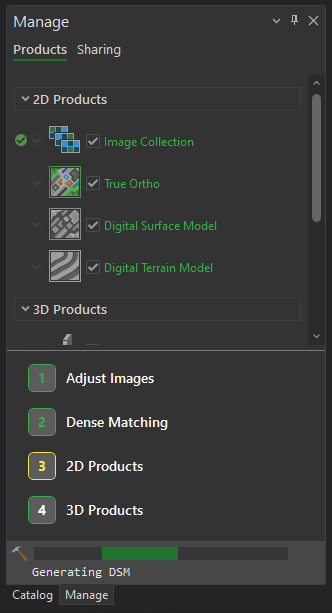 Manage
Products Sharing
2D Products
Image Collection
True Ortho
Digital Surface Model
Digital Terrain Model
3D Products
1 Adjust Images
2 Dense Matching
3 2D Products
4 3D Products
Generating DSM
Catalog Manage